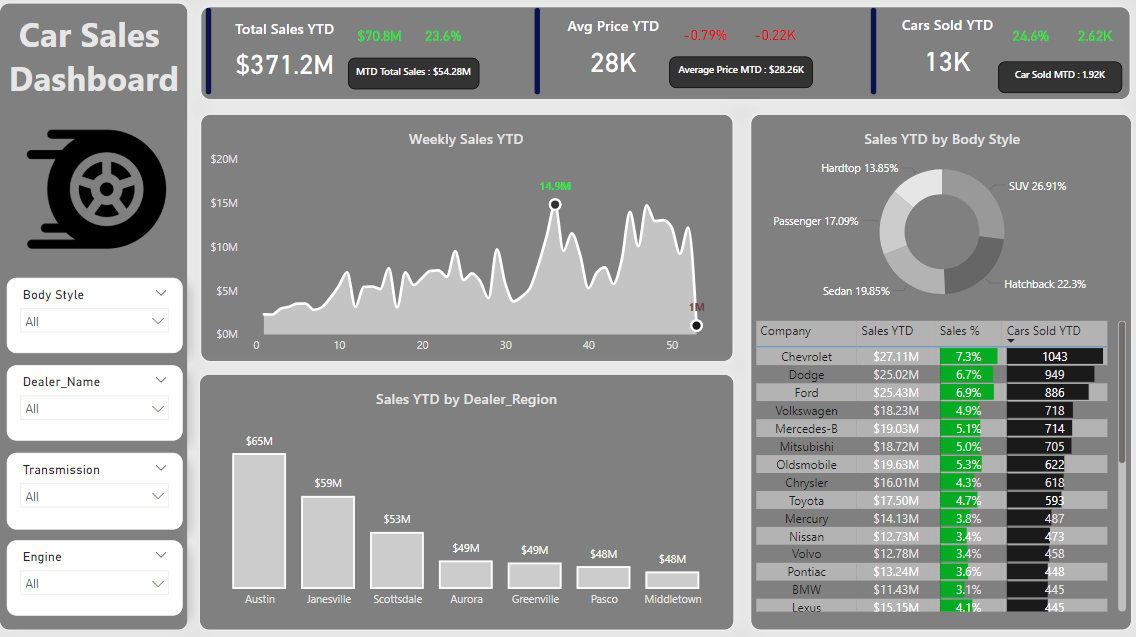 Car Sales
Dashboard
Total Sales YTD
$371.2M
$70.8M 23.6%
MTD Total Sales : $54.28M
Avg Price YTD
28K
-0.79% -0.22K
Average Price MTD : $28.26K
Cars Sold YTD
13K
24.6% 2.62K
Car Sold MTD : 1.92K
Body Style
All
Dealer_Name
All
Transmission
All
Engine
All
Weekly Sales YTD
$20M
$15M
$10M
$5M
$0M
14.9M
1M
0 10 20 30 40 50
Sales YTD by Dealer_Region
$65M $59M $53M $49M $49M $48M $48M
Austin Janesville Scottsdale Aurora Greenville Pasco Middletown
Sales YTD by Body Style
Hardtop 13.85%
SUV 26.91%
Passenger 17.09%
Hatchback 22.3%
Sedan 19.85%
Company Sales YTD Sales % Cars Sold YTD
Chevrolet $27.11M 7.3% 1043
Dodge $25.02M 6.7% 949
Ford $25.43M 6.9% 886
Volkswagen $18.23M 4.9% 718
Mercedes-B $19.03M 5.1% 714
Mitsubishi $18.72M 5.0% 705
Oldsmobile $19.63M 5.3% 622
Chrysler $16.01M 4.3% 618
Toyota $17.50M 4.7% 593
Mercury $14.13M 3.8% 487
Nissan $12.73M 3.4% 473
Volvo $12.78M 3.4% 458
Pontiac $13.24M 3.6% 448
BMW $11.43M 3.1% 445
Lexus $15.15M 4.1% 445